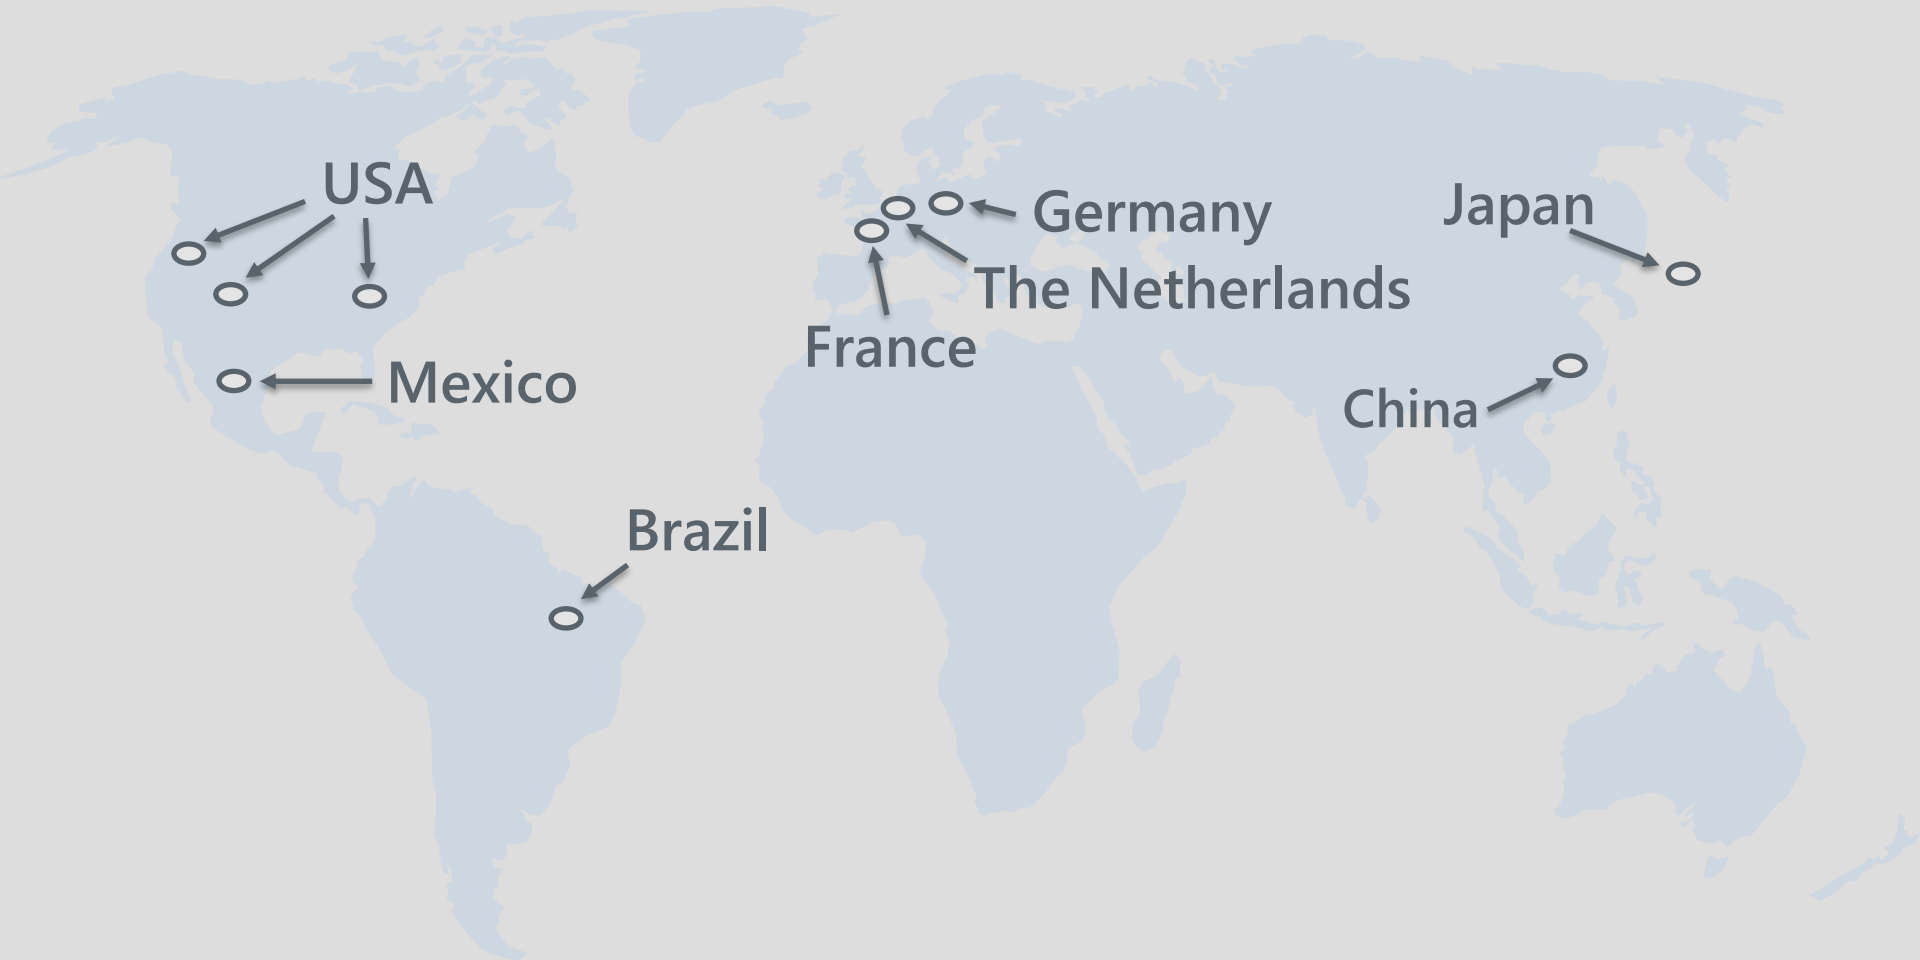 USA
Germany
Japan
The Netherlands
France
Mexico
China
Brazil